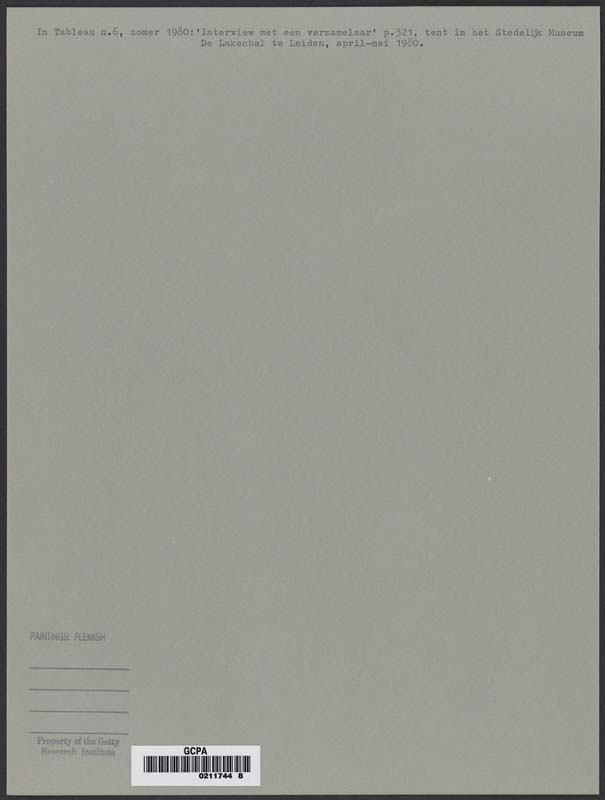 In Tableau n.6, zomer 1980:'Interview met een verzamelaar' p.321, tent in het Stedelijk Museum
De Lakenhal te Leiden, april-mei 1980.
PAINTINGS: FLEMISH
Property of the Getty
Research Institute
GCPA
0211744 8